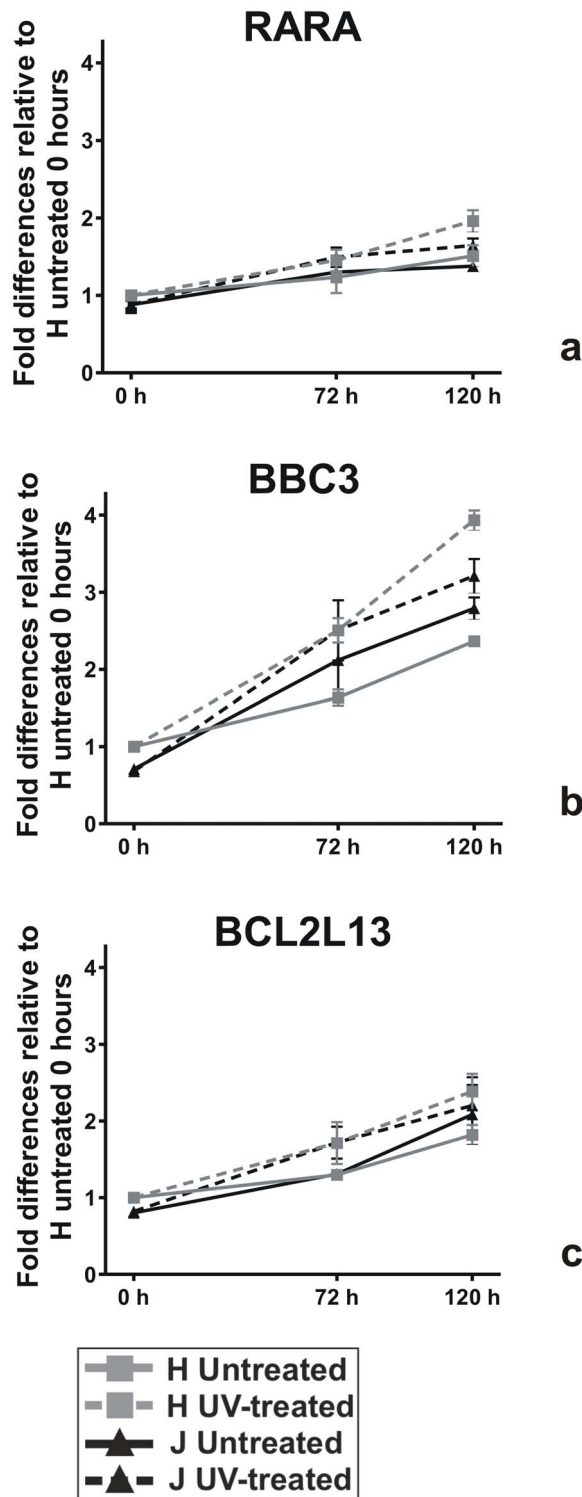 RARA
Fold differences relative to
H untreated 0 hours
4
3
2
1
0
0 h 72 h 120 h
a
BBC3
Fold differences relative to
H untreated 0 hours
4
3
2
1
0
0 h 72 h 120 h
b
BCL2L13
Fold differences relative to
H untreated 0 hours
4
3
2
1
0
0 h 72 h 120 h
c
H Untreated
H UV-treated
J Untreated
J UV-treated